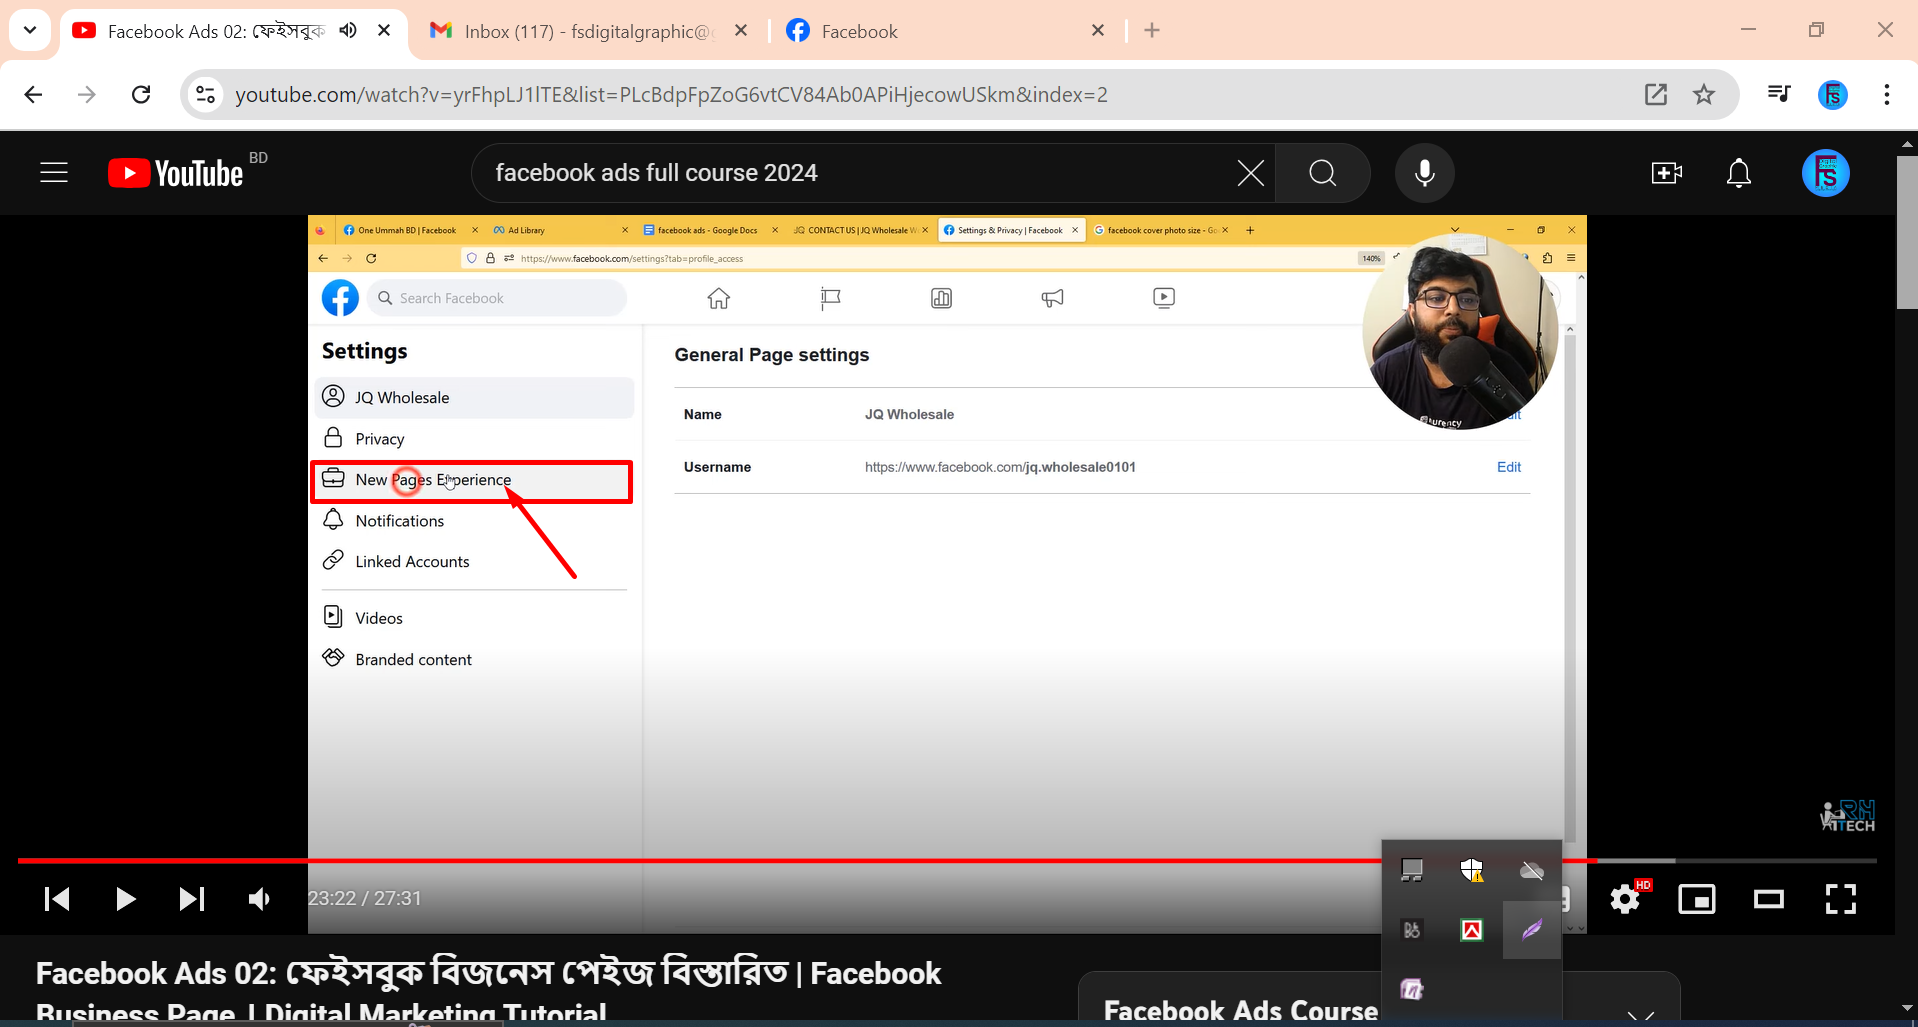 Facebook Ads 02: ফেইসবুক
Inbox (117) - fsdigitalgraphic@
Facebook
youtube.com/watch?v=yrFhpLJ1lTE&list=PLcBdpFpZoG6vtCV84Ab0APiHjecowUSkm&index=2
YouTube BD
facebook ads full course 2024
One Ummah BD | Facebook
Ad Library
facebook ads - Google Docs
JQ CONTACT US | JQ Wholesale
Settings & Privacy | Facebook
facebook cover photo size -
https://www.facebook.com/settings?tab=profile_access
140%
Search Facebook
Settings
General Page settings
JQ Wholesale
Name JQ Wholesale
Privacy
Username https://www.facebook.com/jq.wholesale0101 Edit
New Pages Experience
Notifications
Linked Accounts
Videos
Branded content
RH
TECH
23:22 / 27:31
HD
Facebook Ads 02: ফেইসবুক বিজনেস পেইজ বিস্তারিত | Facebook
Business Page | Digital Marketing Tutorial
Facebook Ads Course